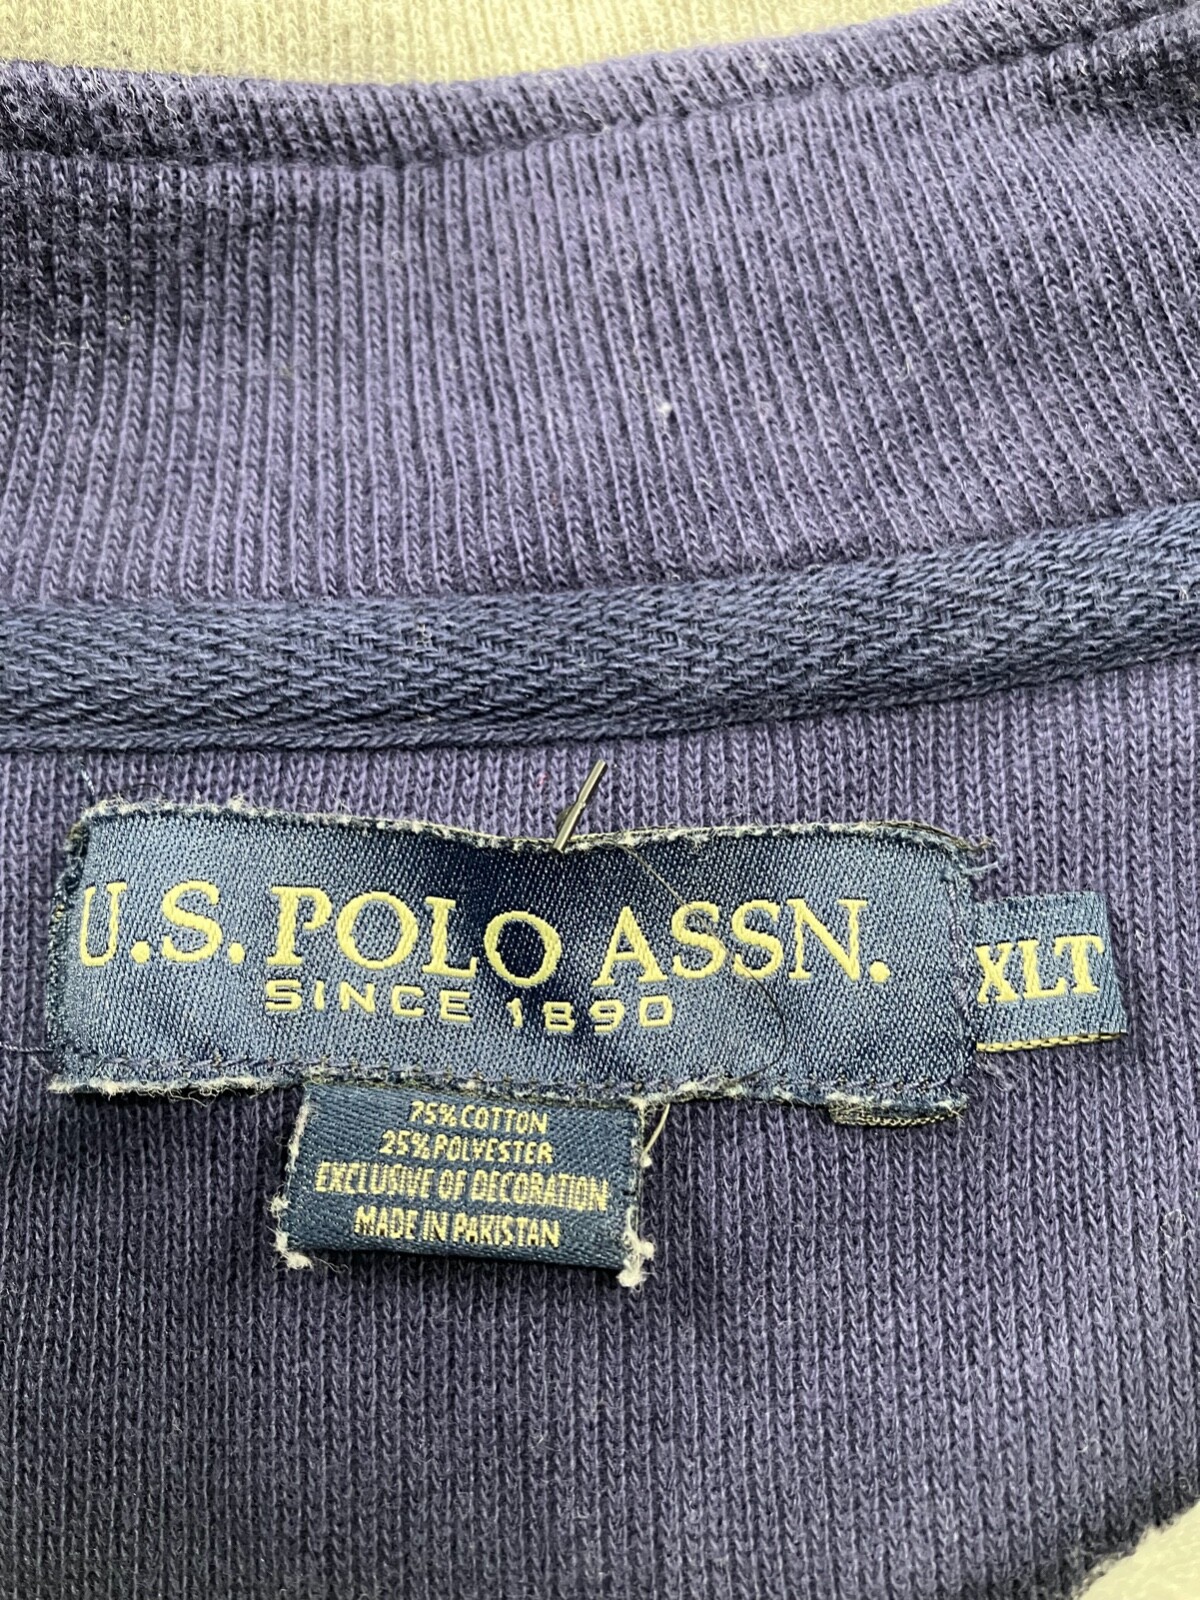 U.S. POLO ASSN.
SINCE 1890
XLT
75% COTTON
25% POLYESTER
EXCLUSIVE OF DECORATION
MADE IN PAKISTAN